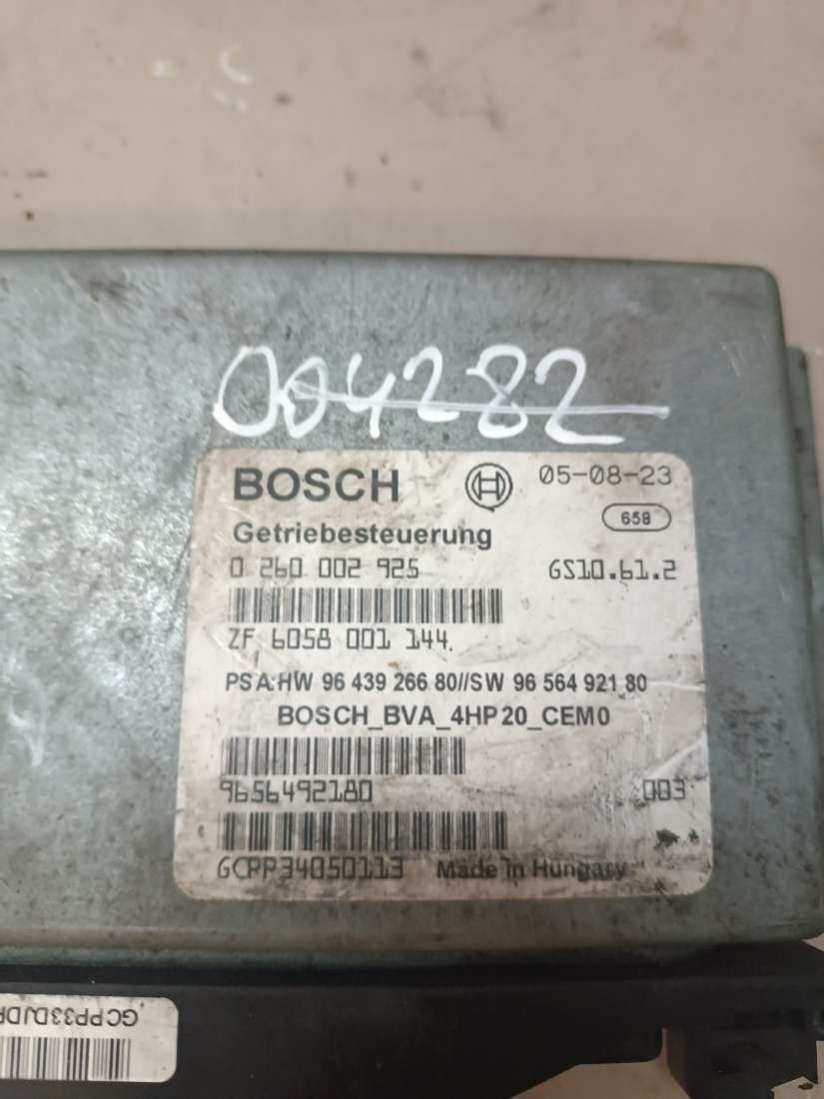 004282
BOSCH 05-08-23
658
Getriebesteuerung
0 260 002 925 GS10.61.2
ZF 6058 001 144.
PSA:HW 96 439 266 80//SW 96 564 921 80
BOSCH_BVA_4HP20_CEM0
9656492180 003
GCPP34050113 Made in Hungary